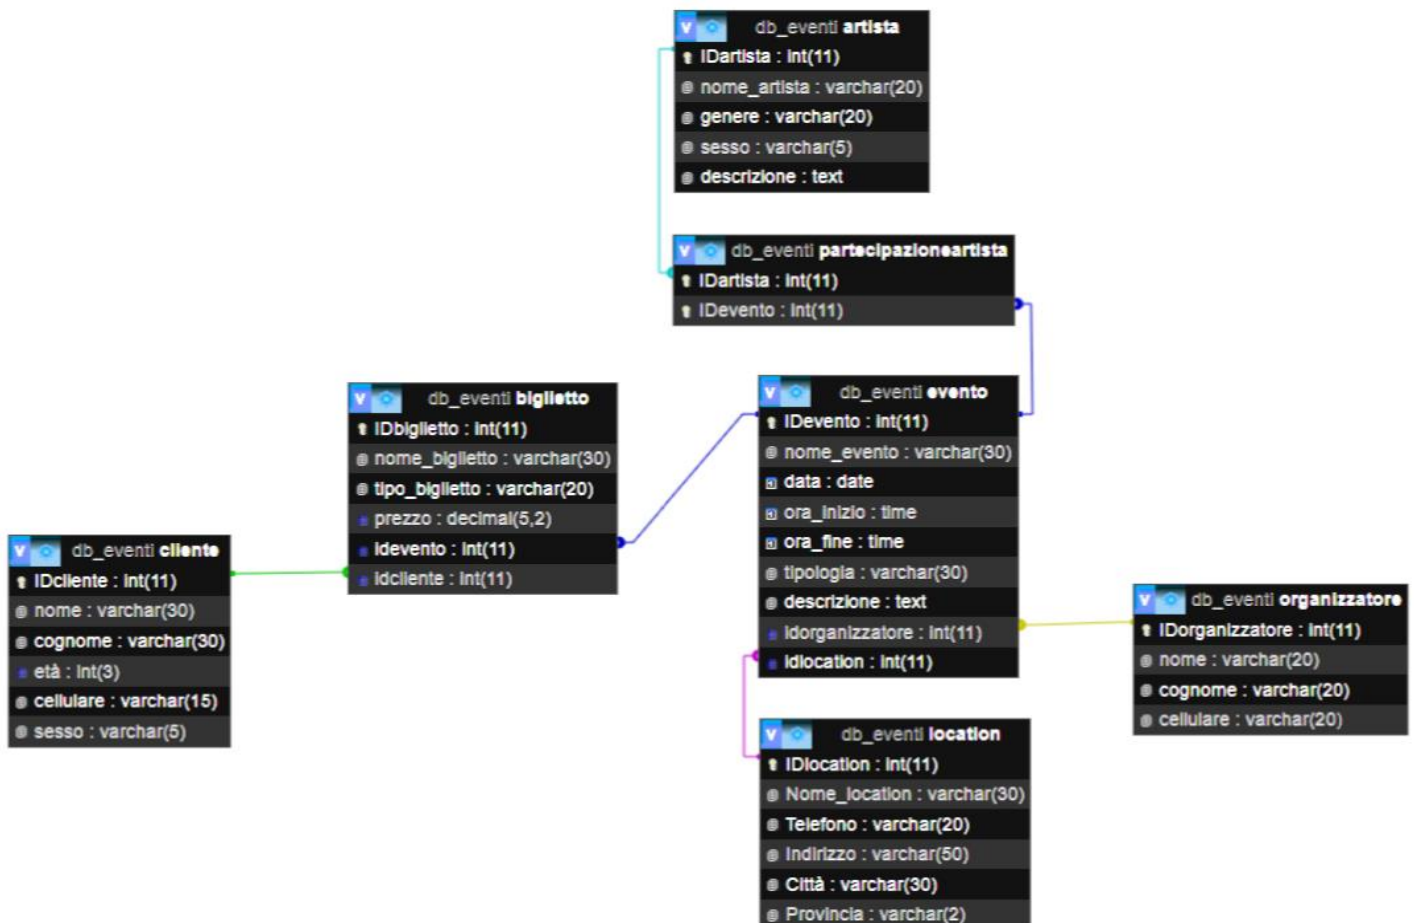 db_eventi artista
IDartista : int(11)
nome_artista : varchar(20)
genere : varchar(20)
sesso : varchar(5)
descrizione : text
db_eventi partecipazioneartista
IDartista : int(11)
IDevento : int(11)
db_eventi biglietto
IDbiglietto : int(11)
nome_biglietto : varchar(30)
tipo_biglietto : varchar(20)
prezzo : decimal(5,2)
idevento : int(11)
idcliente : int(11)
db_eventi evento
IDevento : int(11)
nome_evento : varchar(30)
data : date
ora_inizio : time
ora_fine : time
tipologia : varchar(30)
descrizione : text
idorganizzatore : int(11)
idlocation : int(11)
db_eventi cliente
IDcliente : int(11)
nome : varchar(30)
cognome : varchar(30)
età : int(3)
cellulare : varchar(15)
sesso : varchar(5)
db_eventi organizzatore
IDorganizzatore : int(11)
nome : varchar(20)
cognome : varchar(20)
cellulare : varchar(20)
db_eventi location
IDlocation : int(11)
Nome_location : varchar(30)
Telefono : varchar(20)
Indirizzo : varchar(50)
Città : varchar(30)
Provincia : varchar(2)